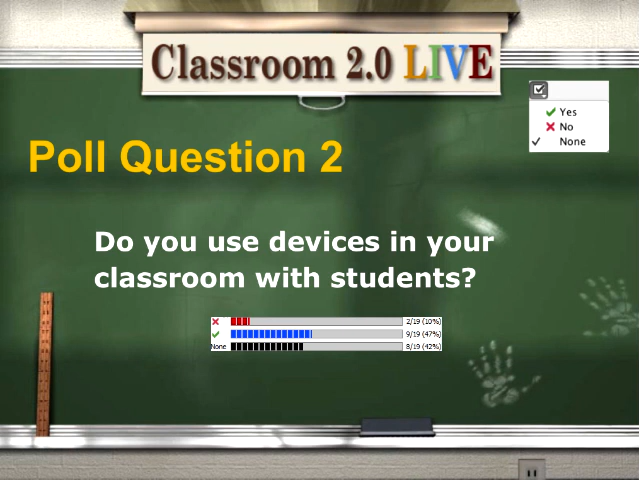 Classroom 2.0 LIVE
Yes
No
None
Poll Question 2
Do you use devices in your
classroom with students?
2/19 (10%)
9/19 (47%)
None 8/19 (42%)